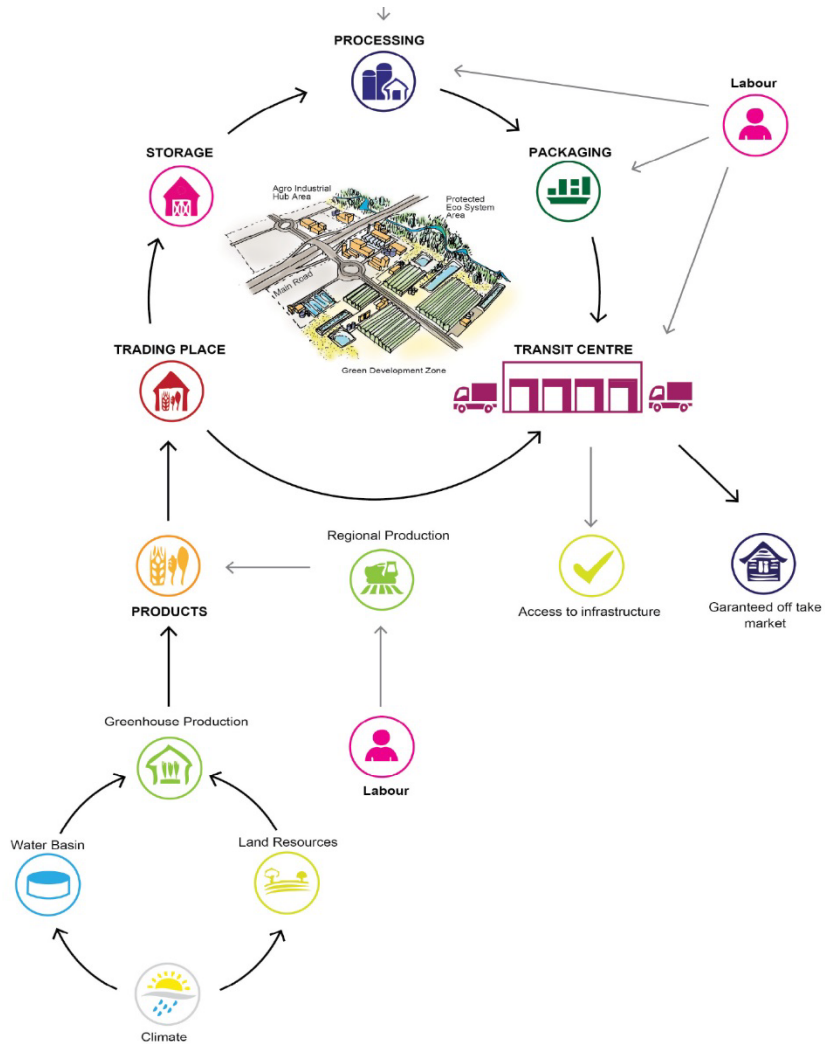 PROCESSING
Labour
STORAGE
PACKAGING
Agro Industrial
Hub Area
Protected
Eco System
Area
Main Road
TRADING PLACE
TRANSIT CENTRE
Green Development Zone
Regional Production
PRODUCTS
Access to infrastructure
Garanteed off take
market
Greenhouse Production
Labour
Water Basin
Land Resources
Climate